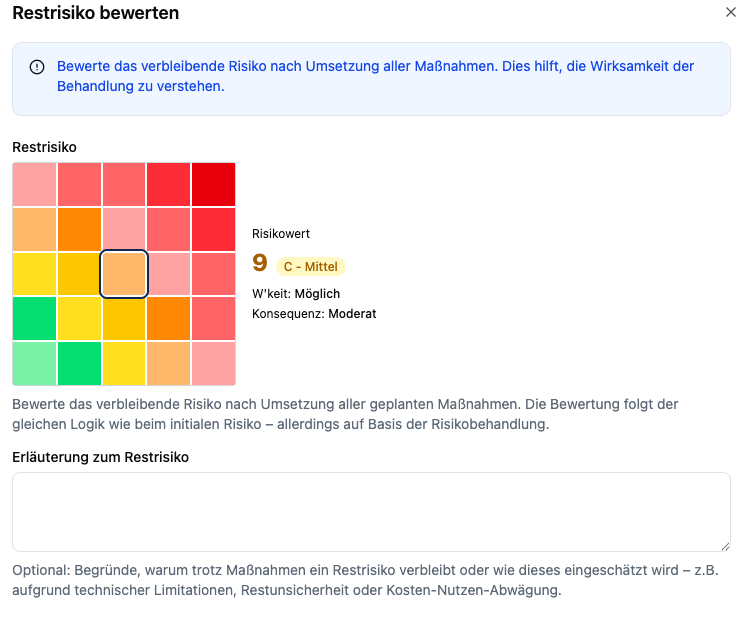 Restrisiko bewerten
Bewerte das verbleibende Risiko nach Umsetzung aller Maßnahmen. Dies hilft, die Wirksamkeit der
Behandlung zu verstehen.
Restrisiko
Risikowert
9 C - Mittel
W'keit: Möglich
Konsequenz: Moderat
Bewerte das verbleibende Risiko nach Umsetzung aller geplanten Maßnahmen. Die Bewertung folgt der
gleichen Logik wie beim initialen Risiko – allerdings auf Basis der Risikobehandlung.
Erläuterung zum Restrisiko
Optional: Begründe, warum trotz Maßnahmen ein Restrisiko verbleibt oder wie dieses eingeschätzt wird – z.B.
aufgrund technischer Limitationen, Restunsicherheit oder Kosten-Nutzen-Abwägung.